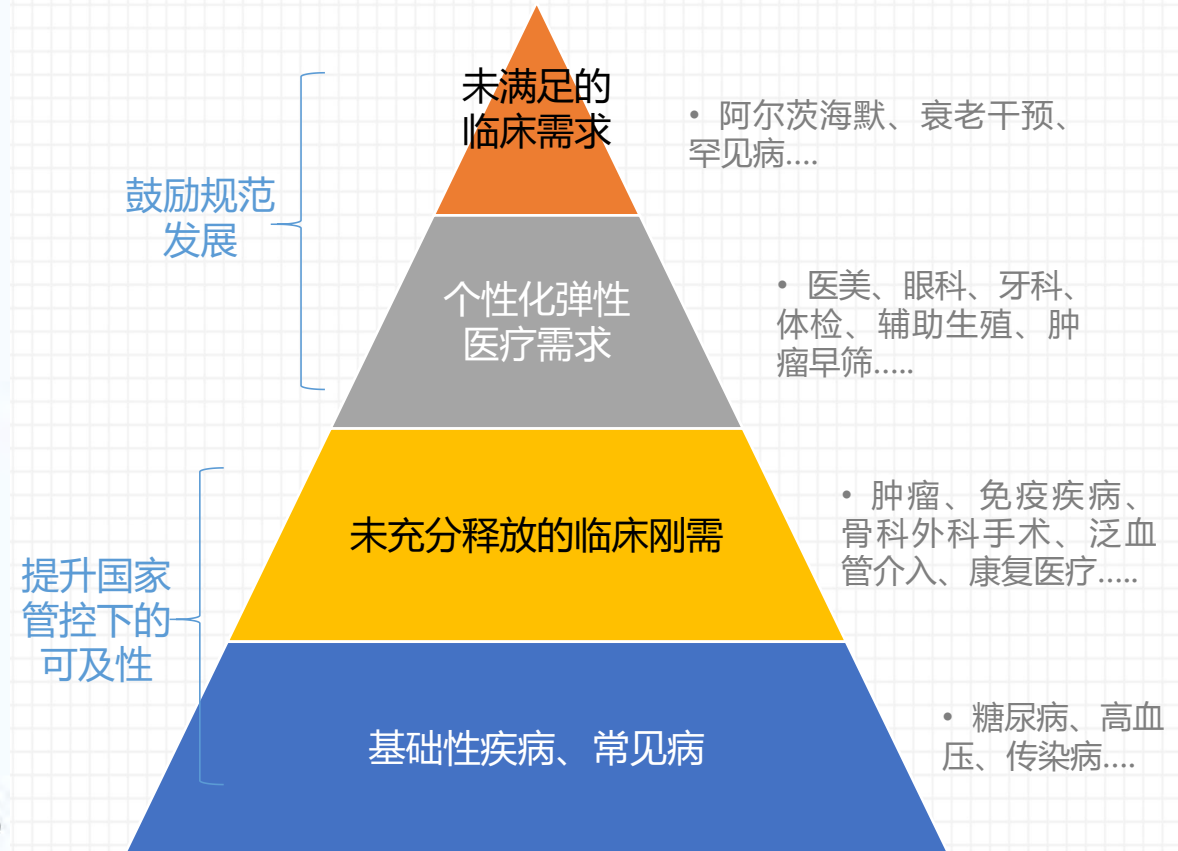 未满足的
临床需求
• 阿尔茨海默、衰老干预、
罕见病....
鼓励规范
发展
个性化弹性
医疗需求
• 医美、眼科、牙科、
体检、辅助生殖、肿
瘤早筛.....
未充分释放的临床刚需
• 肿瘤、免疫疾病、
骨科外科手术、泛血
管介入、康复医疗.....
提升国家
管控下的
可及性
基础性疾病、常见病
• 糖尿病、高血
压、传染病....